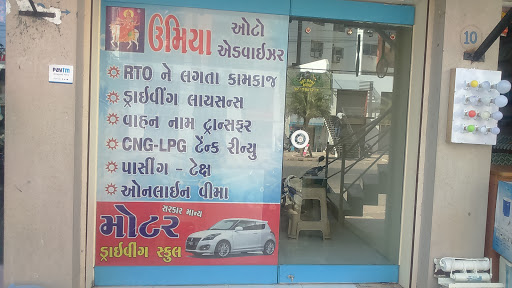 Paytm
ઉમિયા
ઓટો
એડવાઈઝર
RTO ને લગતા કામકાજ
ડ્રાઈવીંગ લાયસન્સ
વાહન નામ ટ્રાન્સફર
CNG-LPG ટેંન્ક રીન્યુ
પાસીંગ - ટેક્ષ
ઓનલાઈન વીમા
સરકાર માન્ય
મોટર
ડ્રાઈવીંગ સ્કુલ
10